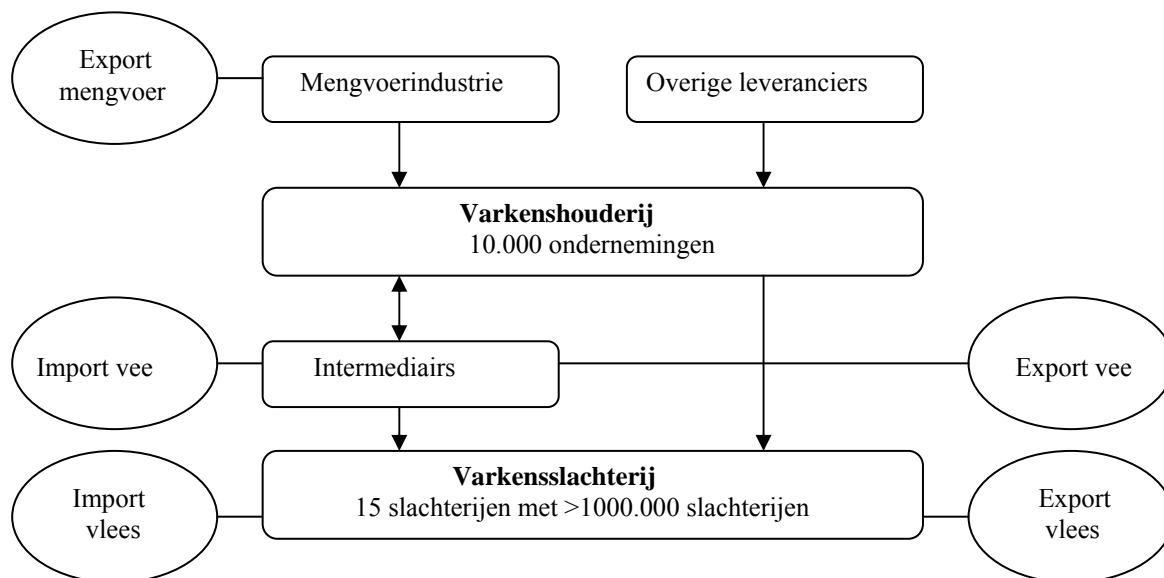 Export
mengvoer
Mengvoerindustrie
Overige leveranciers
Varkenshouderij
10.000 ondernemingen
Import vee
Intermediairs
Export vee
Varkensslachterij
15 slachterijen met >1000.000 slachterijen
Import
vlees
Export
vlees